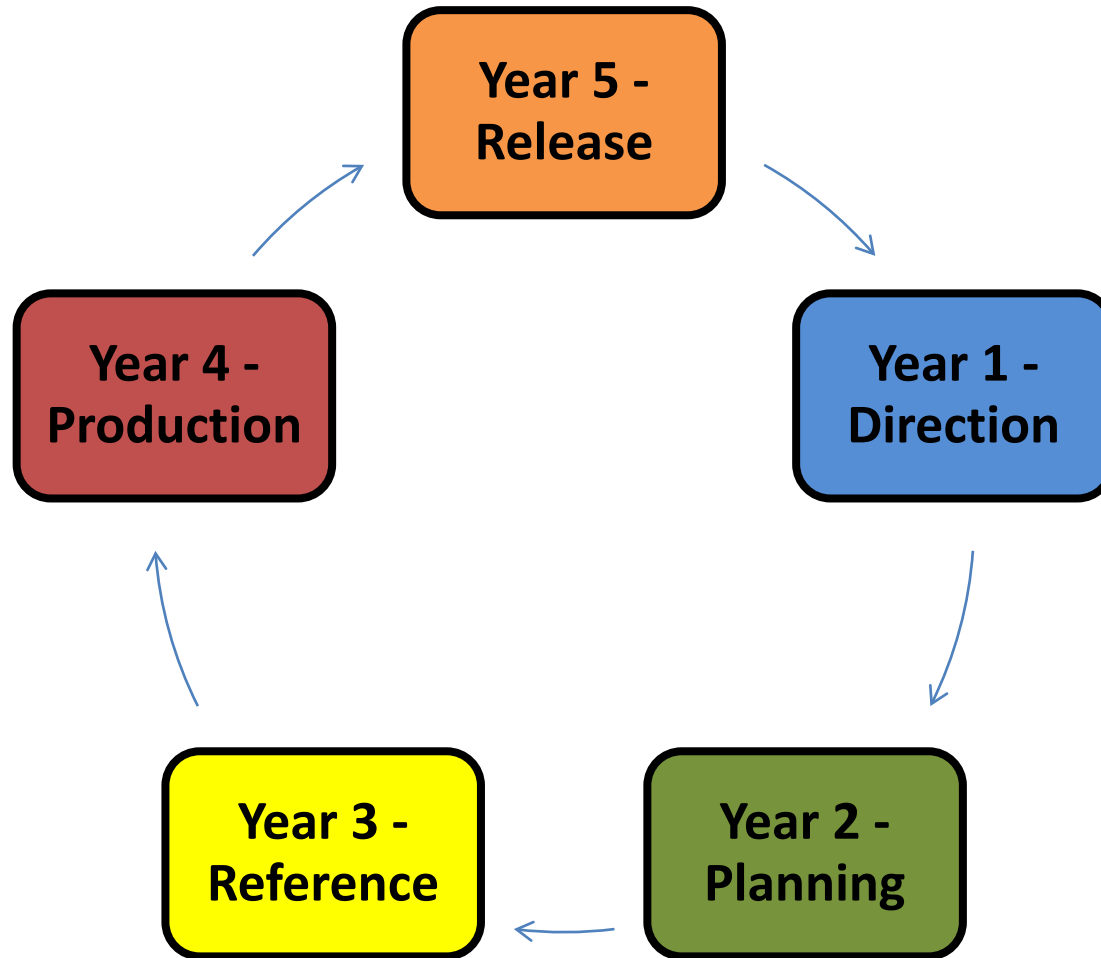 Year 5 -
Release
Year 4 -
Production
Year 1 -
Direction
Year 3 -
Reference
Year 2 -
Planning